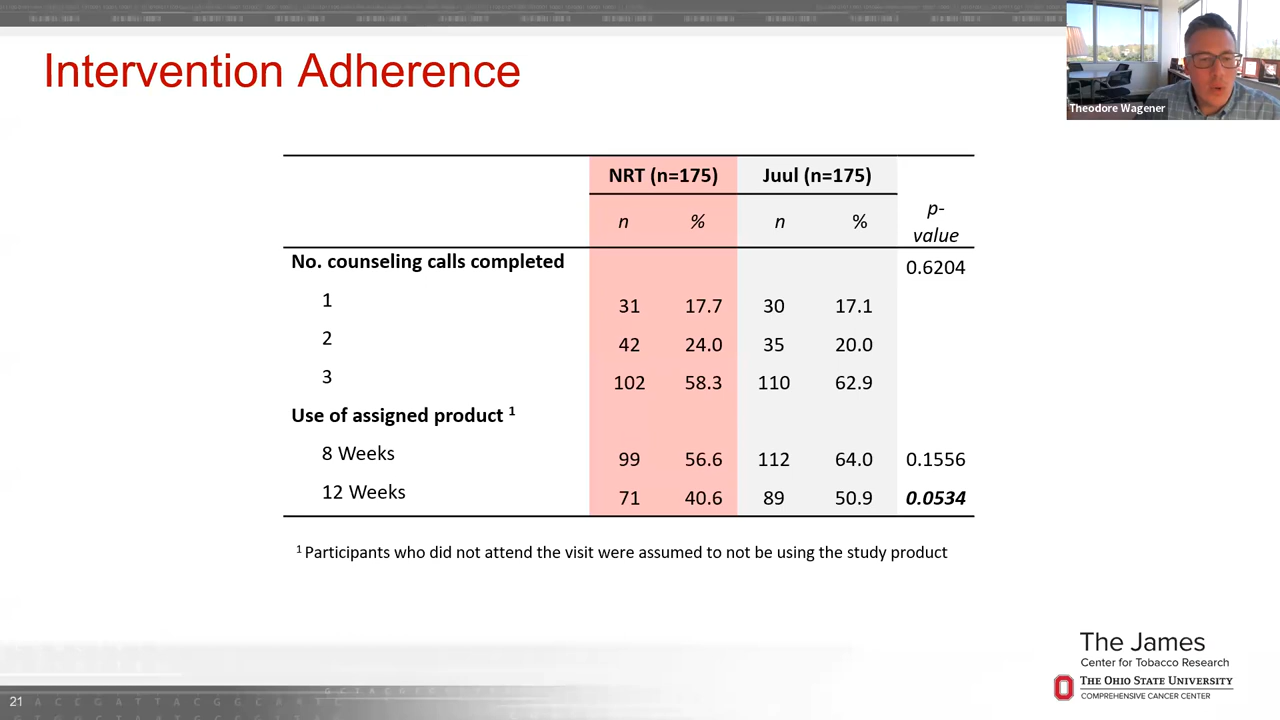 Intervention Adherence
Theodore Wagener
NRT (n=175) Juul (n=175)
n % n % p-
value
No. counseling calls completed 0.6204
1 31 17.7 30 17.1
2 42 24.0 35 20.0
3 102 58.3 110 62.9
Use of assigned product 1
8 Weeks 99 56.6 112 64.0 0.1556
12 Weeks 71 40.6 89 50.9 0.0534
1 Participants who did not attend the visit were assumed to not be using the study product
The James
Center for Tobacco Research
THE OHIO STATE UNIVERSITY
COMPREHENSIVE CANCER CENTER
21